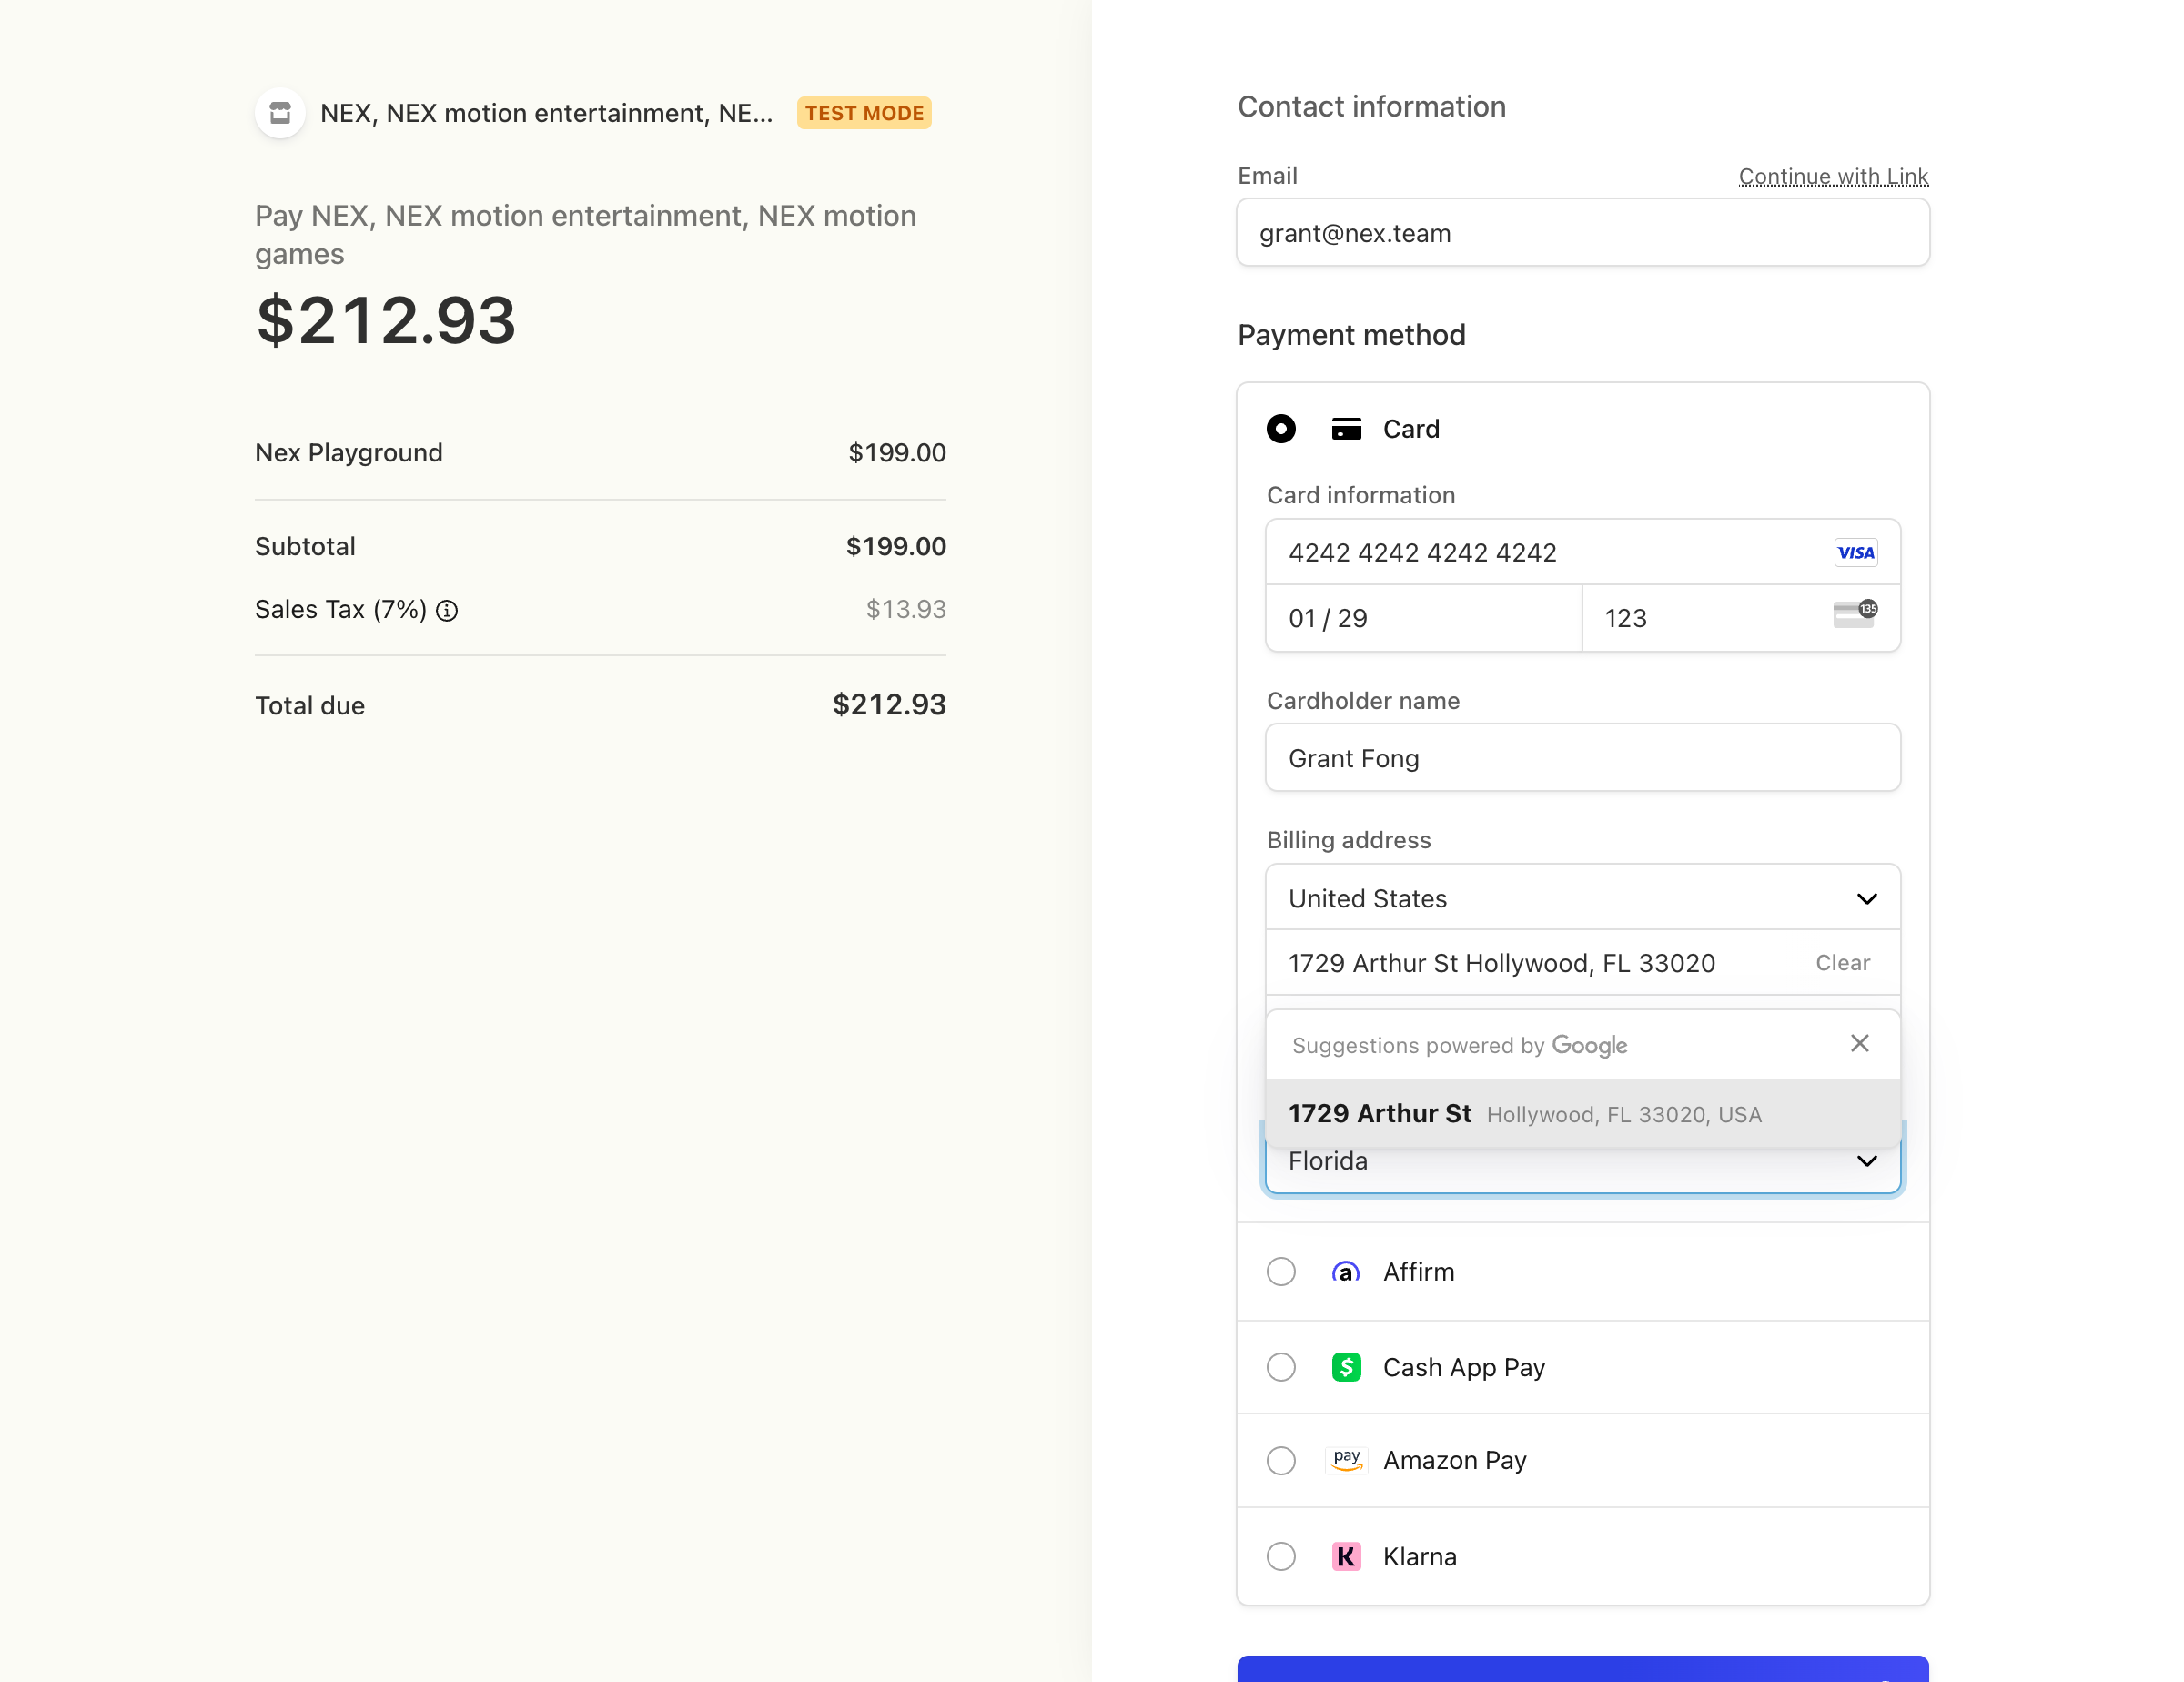 NEX, NEX motion entertainment, NE...
TEST MODE
Pay NEX, NEX motion entertainment, NEX motion
games
$212.93
Nex Playground $199.00
Subtotal $199.00
Sales Tax (7%) $13.93
Total due $212.93
Contact information
Email Continue with Link
grant@nex.team
Payment method
Card
Card information
4242 4242 4242 4242 VISA
01 / 29 123 135
Cardholder name
Grant Fong
Billing address
United States
1729 Arthur St Hollywood, FL 33020 Clear
Suggestions powered by Google
1729 Arthur St Hollywood, FL 33020, USA
Florida
a Affirm
$ Cash App Pay
pay Amazon Pay
K Klarna